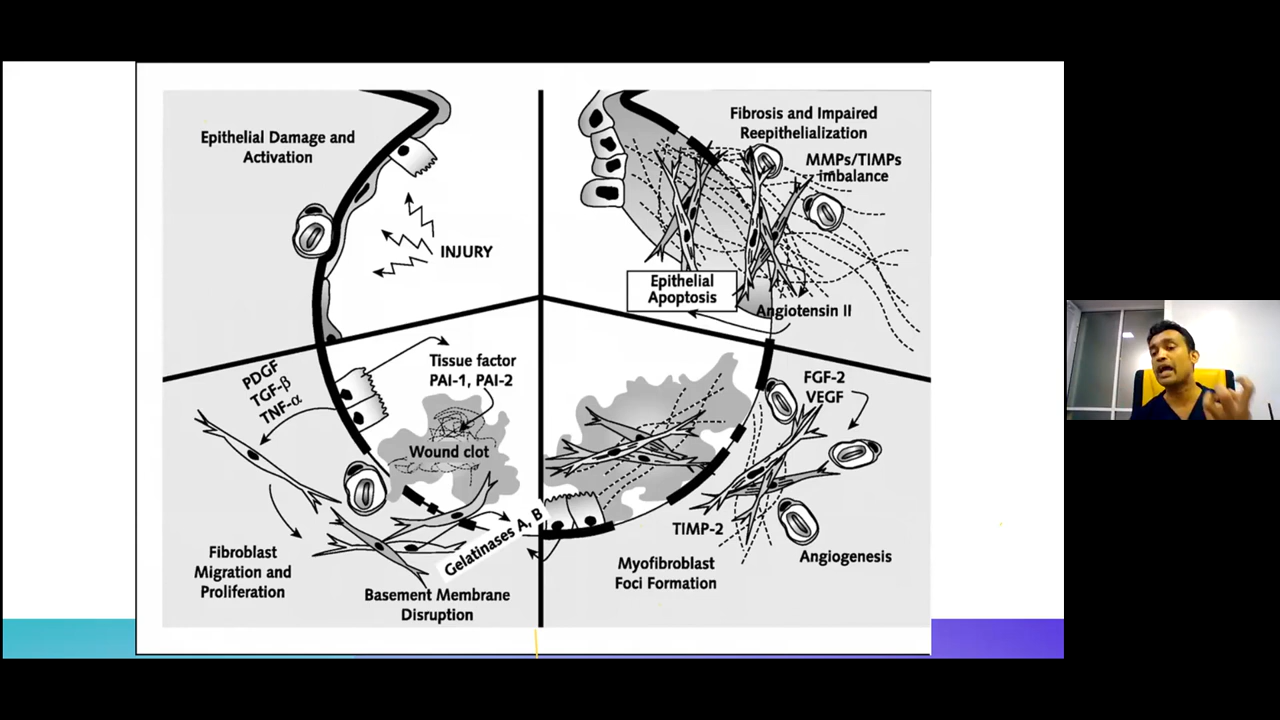 Epithelial Damage and
Activation
INJURY
PDGF
TGF-β
TNF-α
Tissue factor
PAI-1, PAI-2
Wound clot
Gelatinases A, B
Fibroblast
Migration and
Proliferation
Basement Membrane
Disruption
FGF-2
VEGF
TIMP-2
Myofibroblast
Foci Formation
Angiogenesis
Fibrosis and Impaired
Reepithelialization
MMPs/TIMPs
imbalance
Epithelial
Apoptosis
Angiotensin II